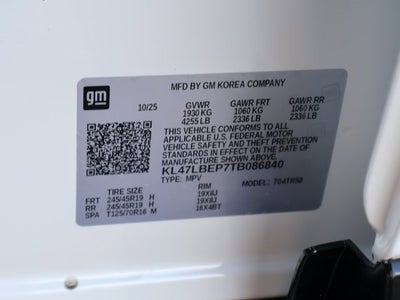 gm
MFD BY GM KOREA COMPANY
10/25 GVWR GAWR FRT GAWR RR
1930 KG 1060 KG 1060 KG
4255 LB 2336 LB 2336 LB
THIS VEHICLE CONFORMS TO ALL
APPLICABLE U.S. FEDERAL MOTOR
VEHICLE SAFETY AND THEFT PREVENTION
STANDARDS IN EFFECT ON THE DATE OF
MANUFACTURE SHOWN ABOVE.
KL47LBEP7TB086840
TYPE: MPV MODEL: 704TR58
TIRE SIZE RIM
FRT 245/45R19 H 19X8J
RR 245/45R19 H 19X8J
SPA T125/70R16 M 16X4BT